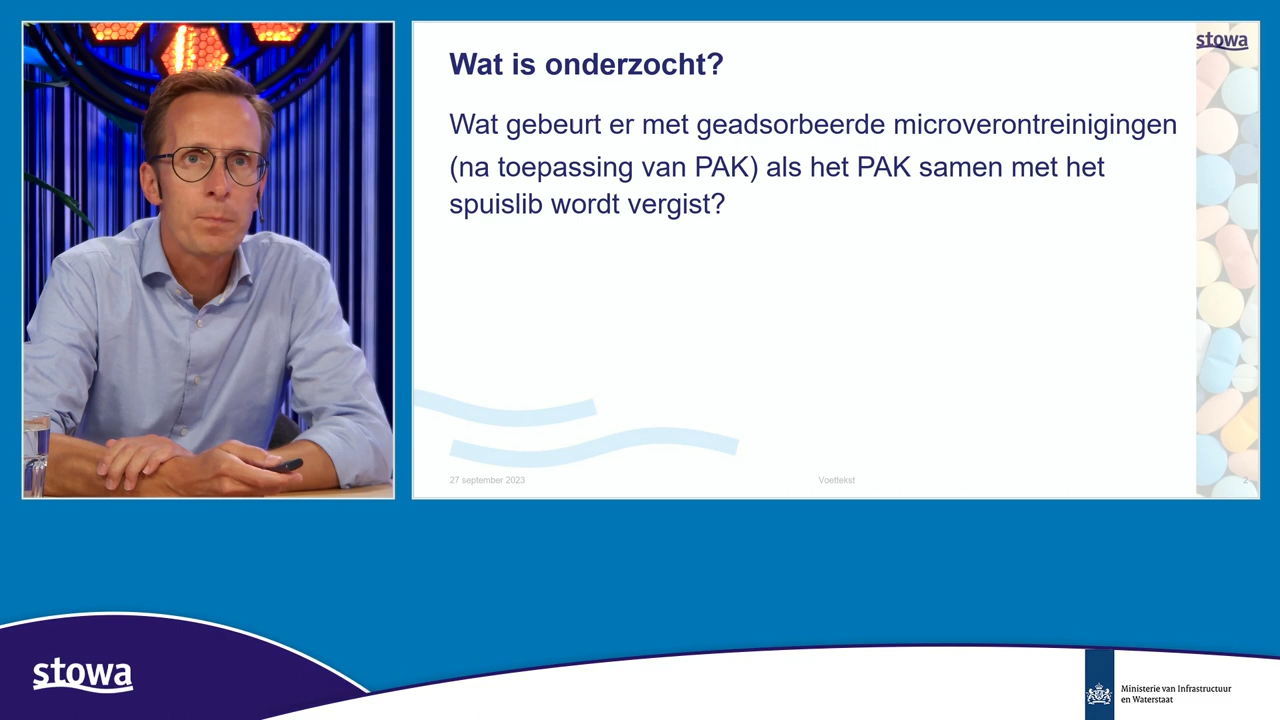 Wat is onderzocht?
stowa
Wat gebeurt er met geadsorbeerde microverontreinigingen
(na toepassing van PAK) als het PAK samen met het
spuislib wordt vergist?
27 september 2023
Voettekst
2
stowa
Ministerie van Infrastructuur
en Waterstaat